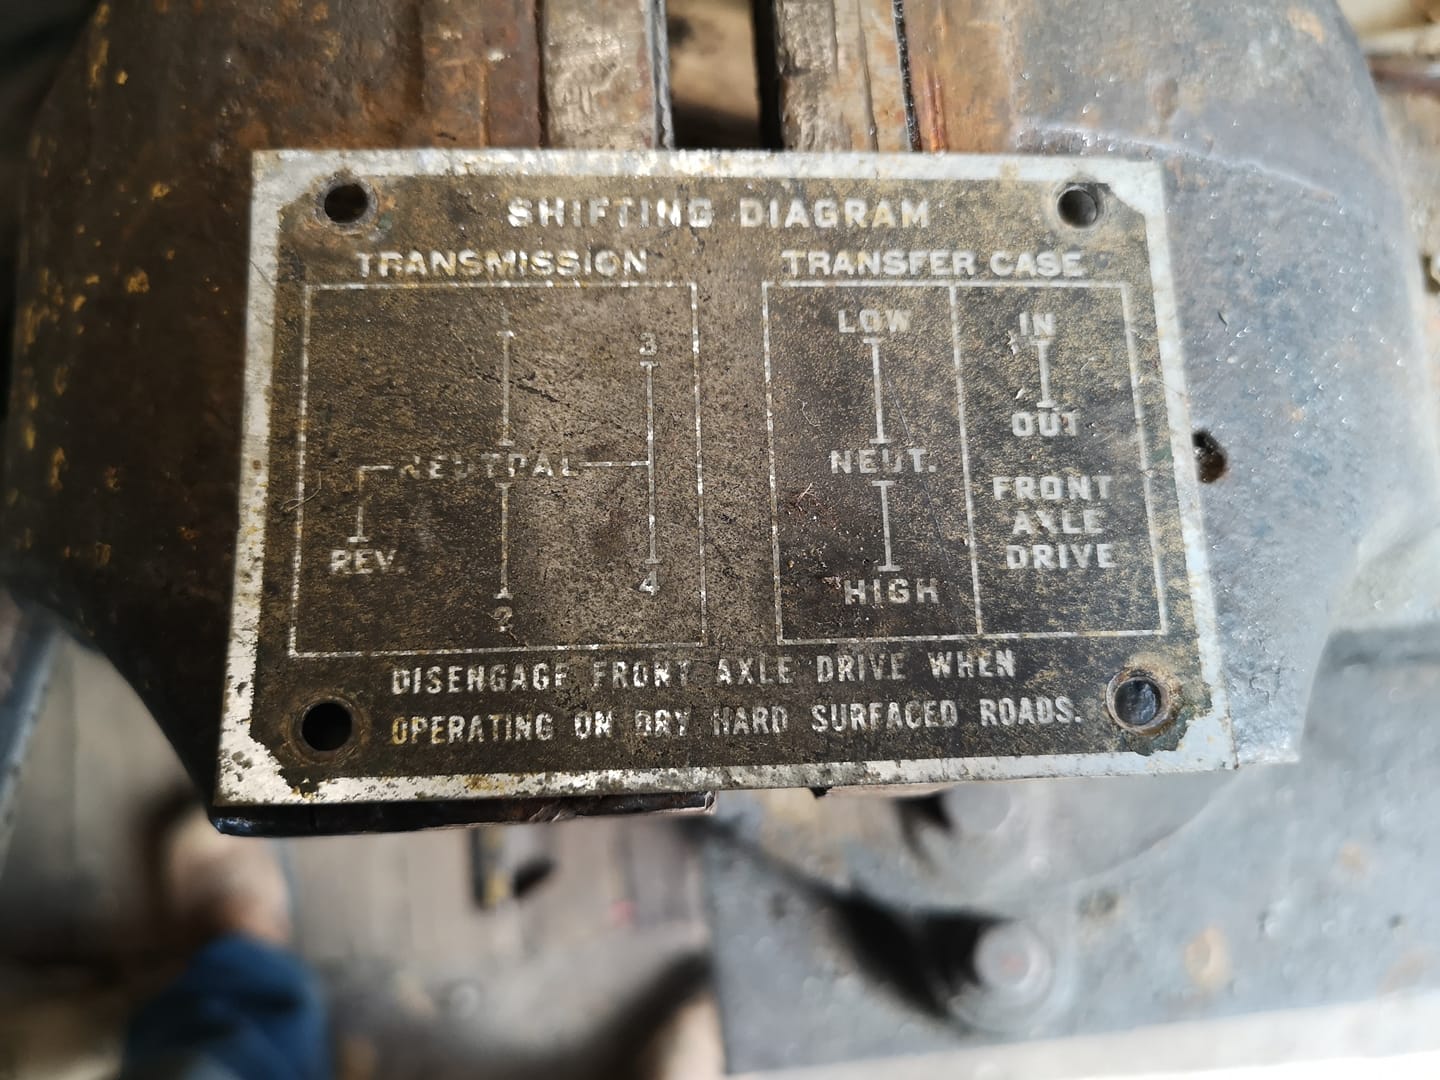 SHIFTING DIAGRAM
TRANSMISSION
3
NEUTRAL
REV.
4
2
TRANSFER CASE
LOW
NEUT.
HIGH
IN
OUT
FRONT
AXLE
DRIVE
DISENGAGE FRONT AXLE DRIVE WHEN
OPERATING ON DRY HARD SURFACED ROADS.